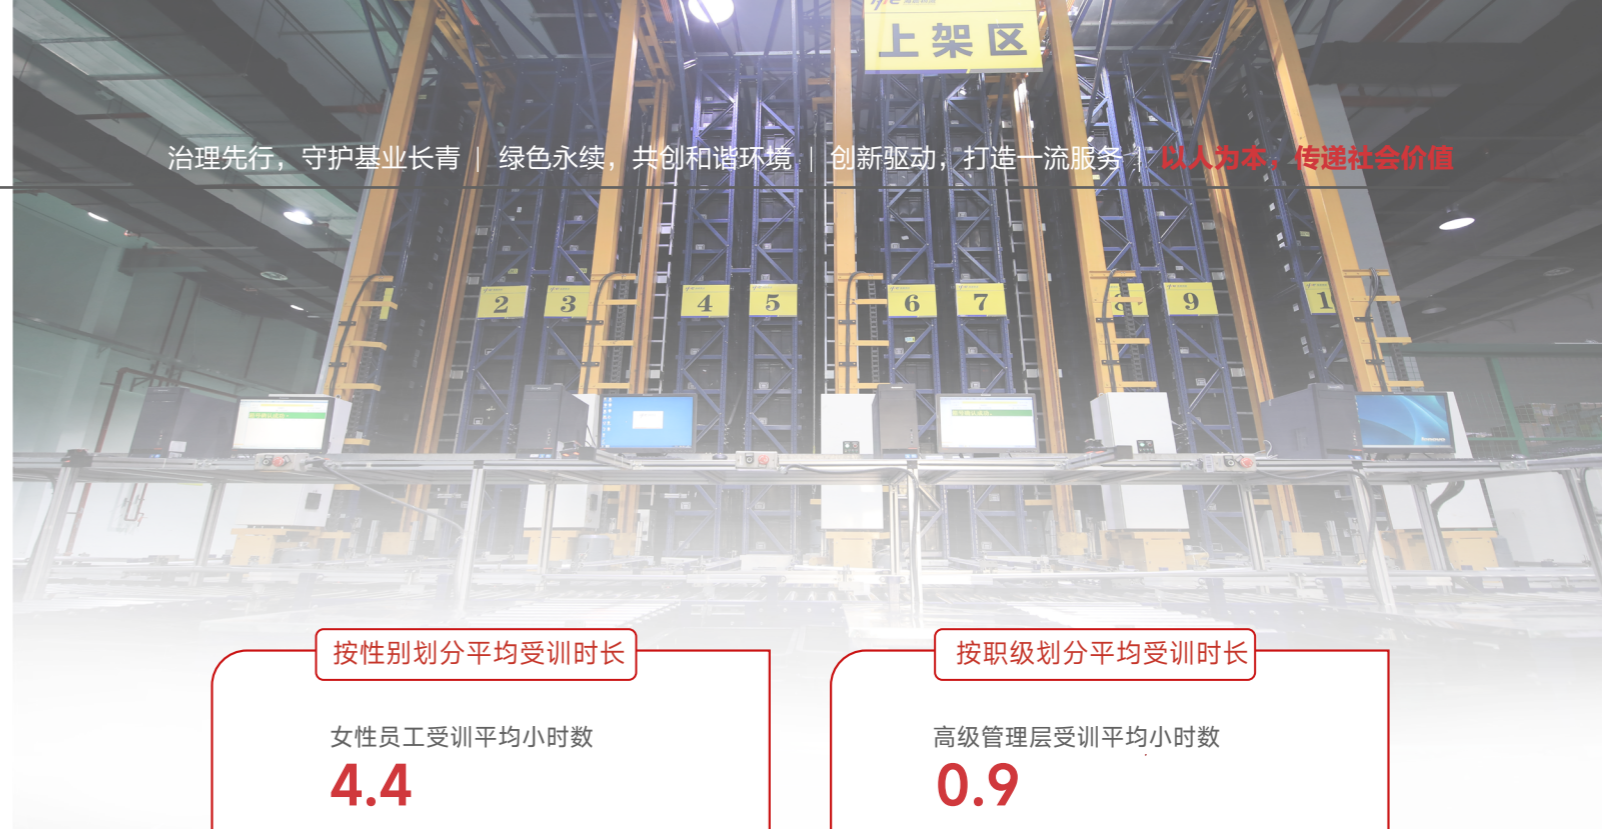 上架区
治理先行，守护基业长青 | 绿色永续，共创和谐环境 | 创新驱动，打造一流服务 | 以人为本，传递社会价值
2 3 4 5 6 7 8 9 1
按性别划分平均受训时长
按职级划分平均受训时长
女性员工受训平均小时数
高级管理层受训平均小时数
4.4
0.9